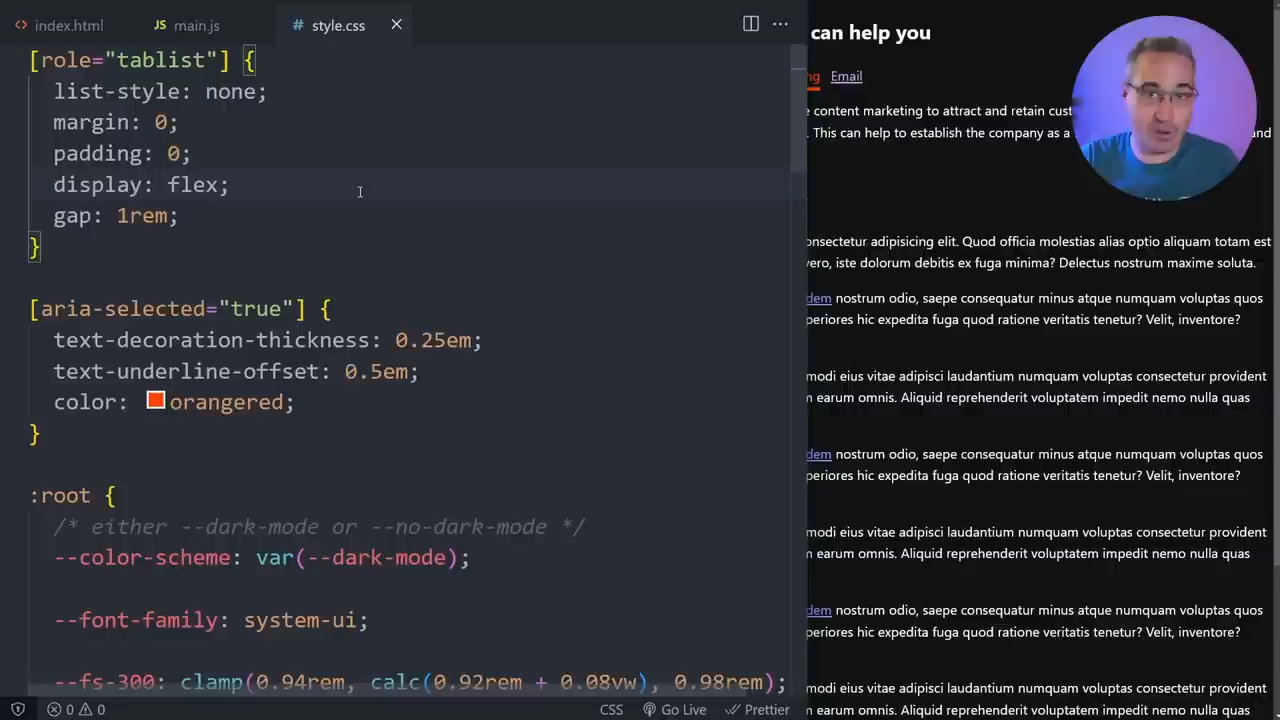 index.html
JS main.js
# style.css
[role="tablist"] {
list-style: none;
margin: 0;
padding: 0;
display: flex;
gap: 1rem;
}
[aria-selected="true"] {
text-decoration-thickness: 0.25em;
text-underline-offset: 0.5em;
color: orangered;
}
:root {
/* either --dark-mode or --no-dark-mode */
--color-scheme: var(--dark-mode);
--font-family: system-ui;
--fs-300: clamp(0.94rem, calc(0.92rem + 0.08vw), 0.98rem);
0 0
CSS
Go Live
Prettier
can help you
ng Email
e content marketing to attract and retain cust
. This can help to establish the company as a and
onsectetur adipisicing elit. Quod officia molestias alias optio aliquam totam est
vero, iste dolorum debitis ex fuga minima? Delectus nostrum maxime soluta.
dem nostrum odio, saepe consequatur minus atque numquam voluptas quos
periores hic expedita fuga quod ratione veritatis tenetur? Velit, inventore?
modi eius vitae adipisci laudantium numquam voluptas consectetur provident
m earum omnis. Aliquid reprehenderit voluptatem impedit nemo nulla quas
dem nostrum odio, saepe consequatur minus atque numquam voluptas quos
periores hic expedita fuga quod ratione veritatis tenetur? Velit, inventore?
modi eius vitae adipisci laudantium numquam voluptas consectetur provident
m earum omnis. Aliquid reprehenderit voluptatem impedit nemo nulla quas
dem nostrum odio, saepe consequatur minus atque numquam voluptas quos
periores hic expedita fuga quod ratione veritatis tenetur? Velit, inventore?
modi eius vitae adipisci laudantium numquam voluptas consectetur provident
m earum omnis. Aliquid reprehenderit voluptatem impedit nemo nulla quas